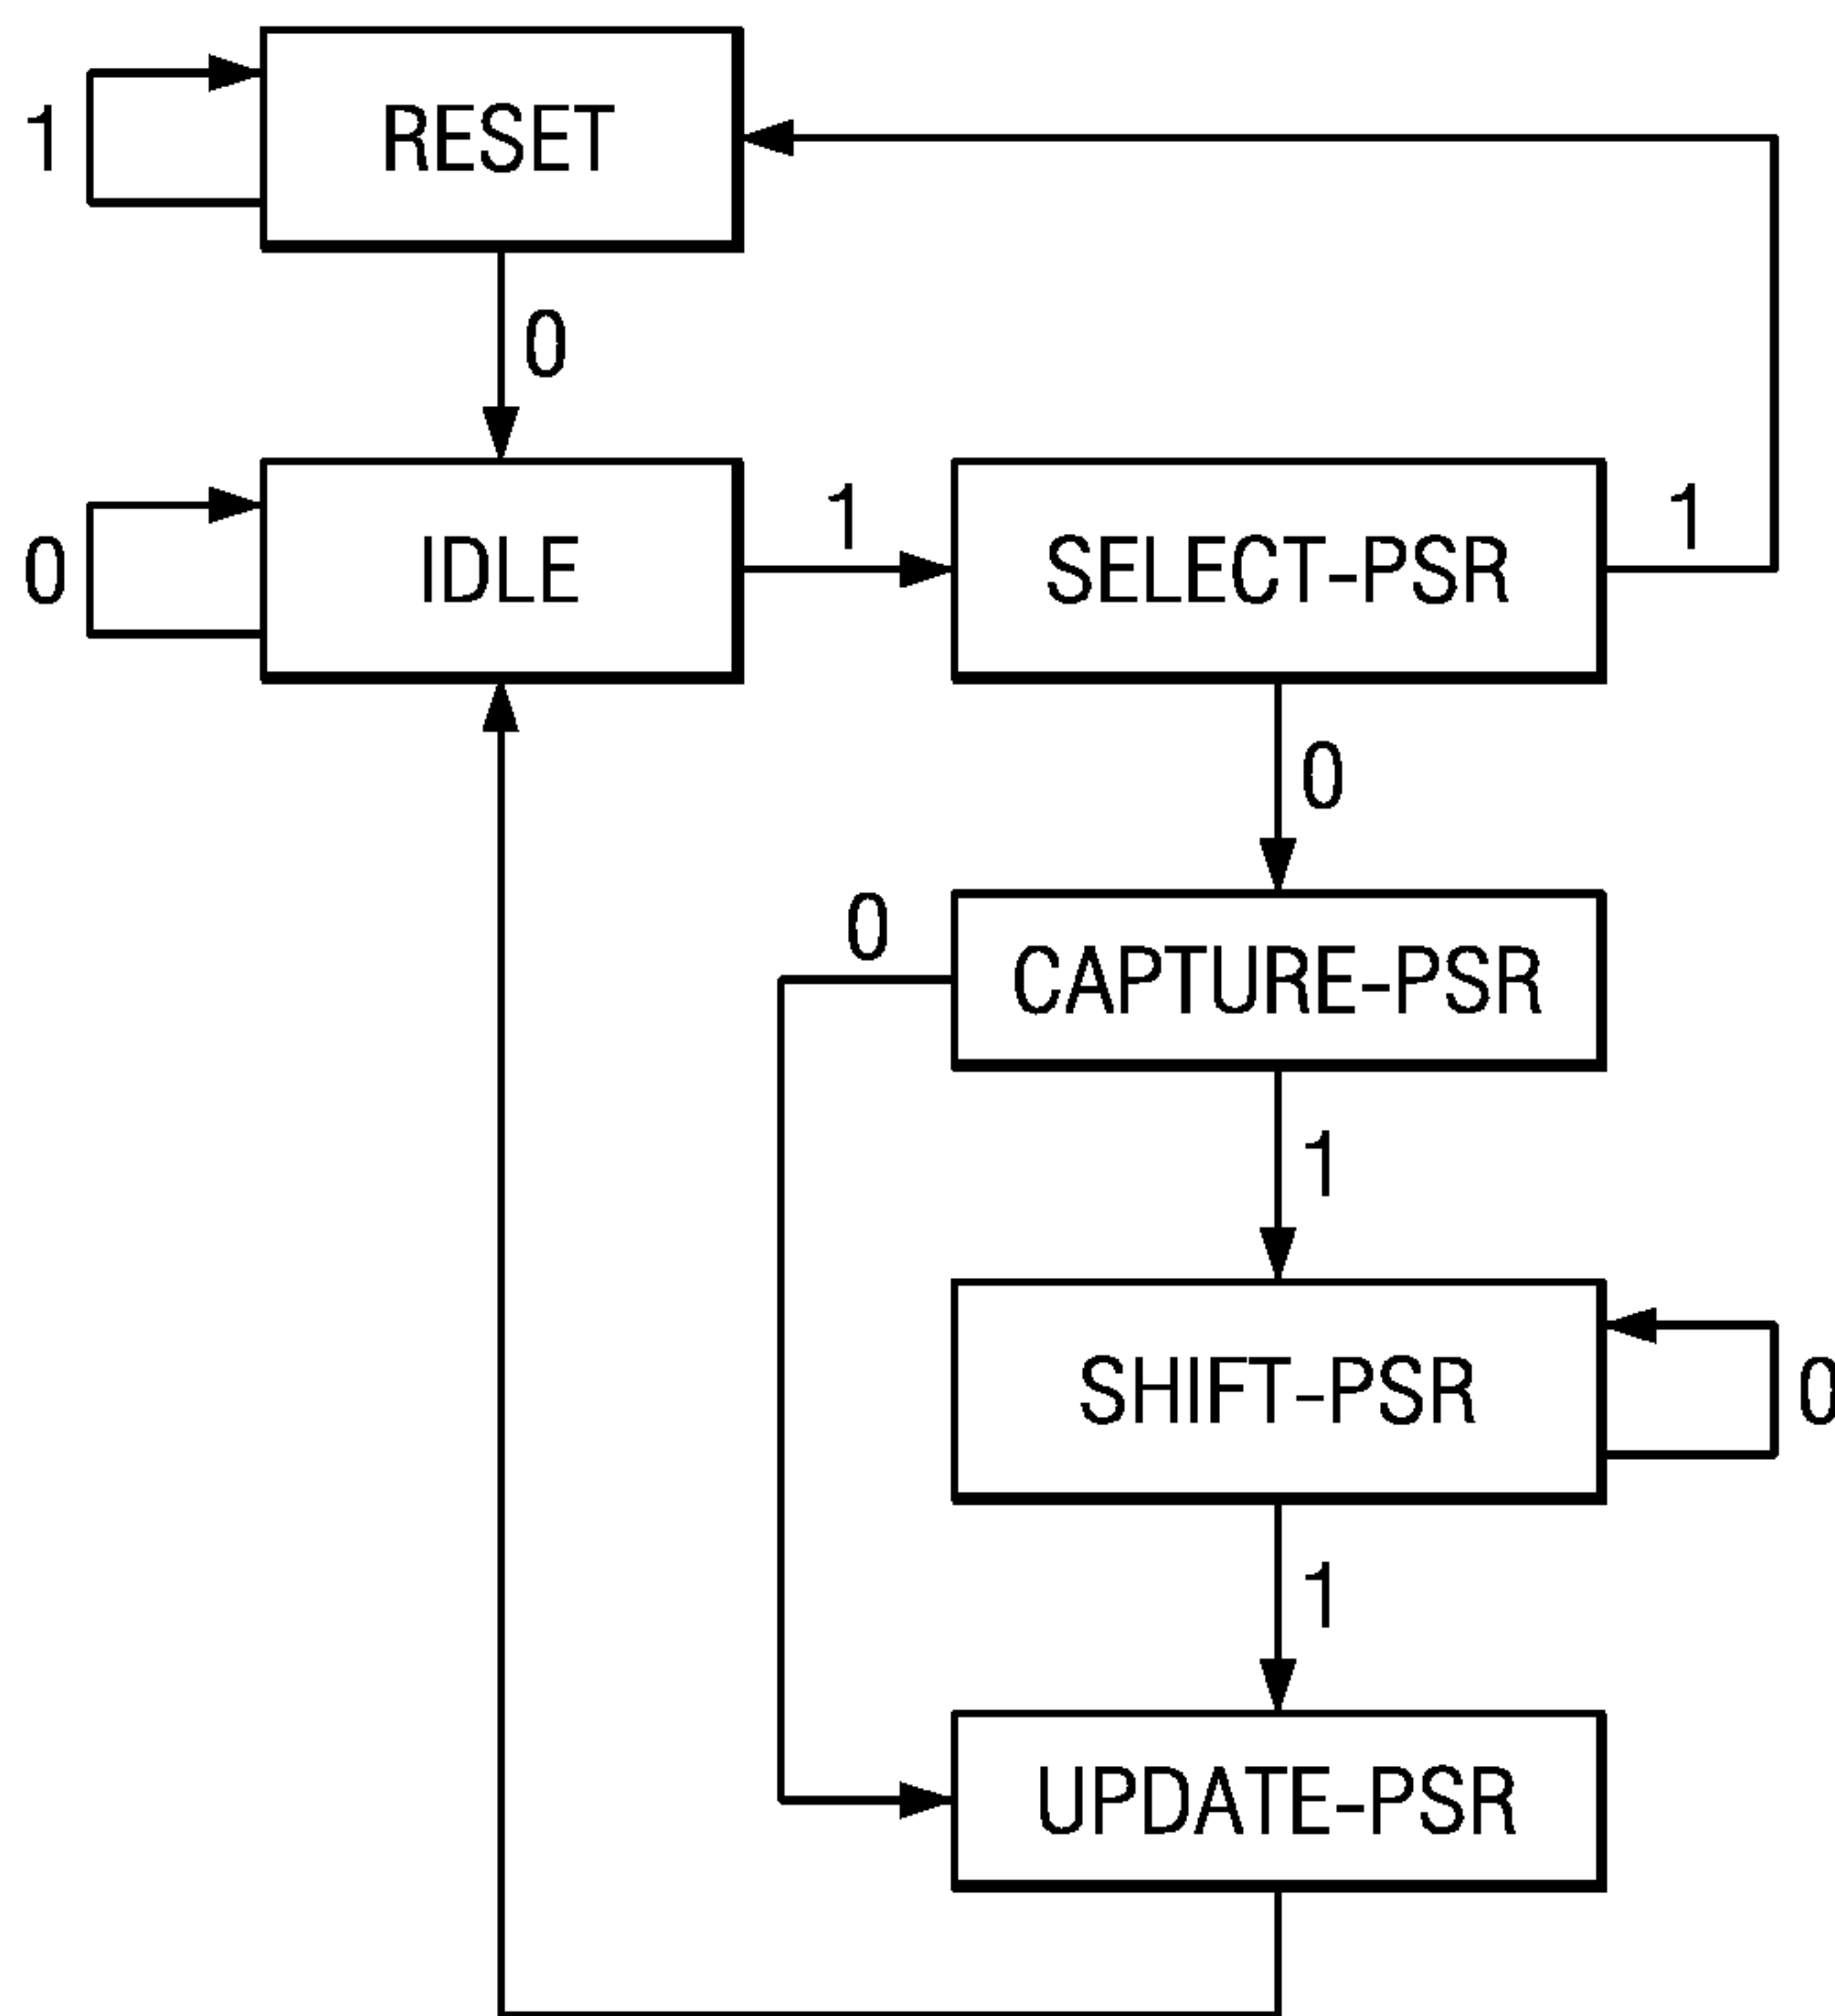 1
RESET
0
0
IDLE
1
SELECT-PSR
1
0
0
CAPTURE-PSR
1
SHIFT-PSR
0
1
UPDATE-PSR